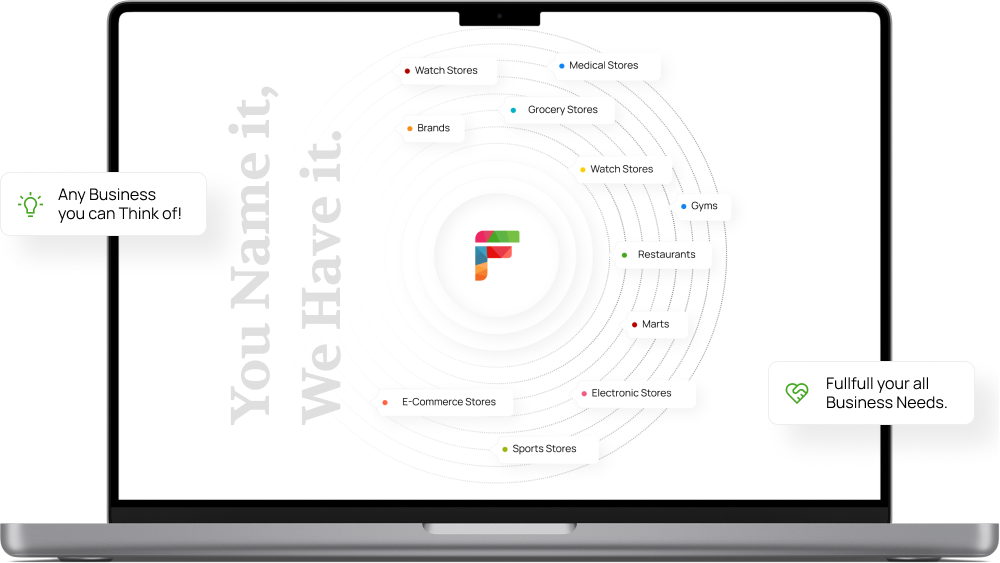 You Name it,
We Have it.
Any Business
you can Think of!
Watch Stores
Medical Stores
Grocery Stores
Brands
Watch Stores
Gyms
Restaurants
Marts
Electronic Stores
E-Commerce Stores
Sports Stores
Fullfull your all
Business Needs.